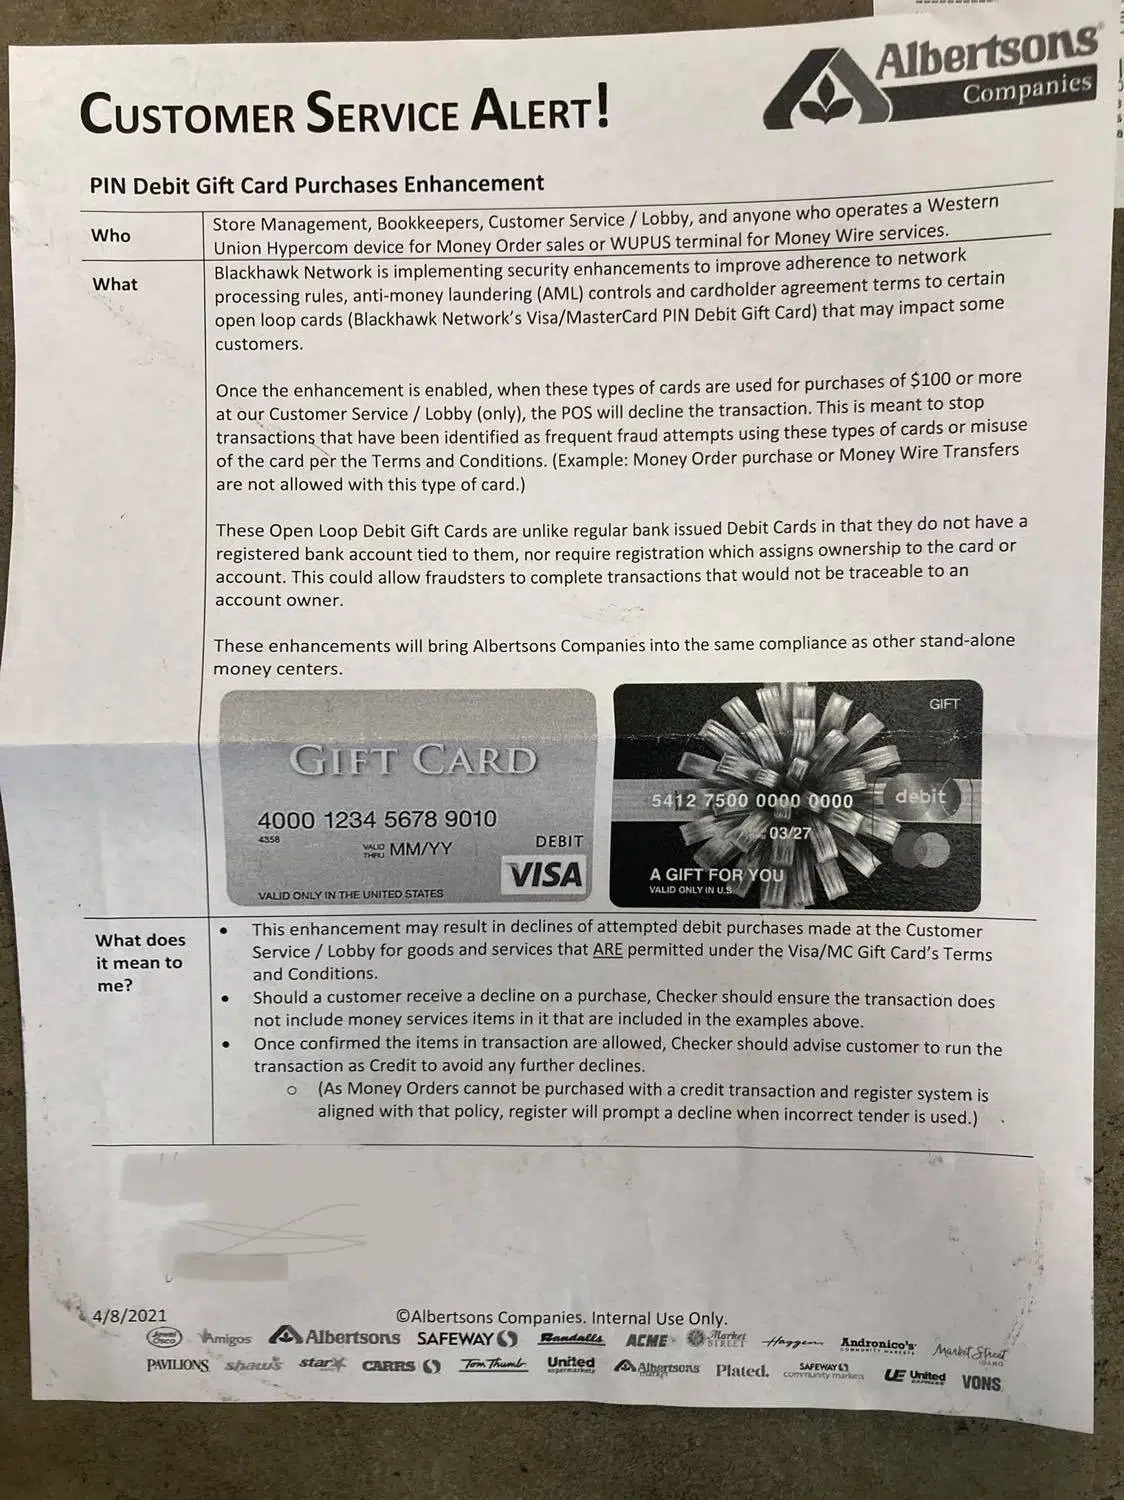 Albertsons®
Companies
CUSTOMER SERVICE ALERT!
PIN Debit Gift Card Purchases Enhancement
Who
Store Management, Bookkeepers, Customer Service / Lobby, and anyone who operates a Western
Union Hypercom device for Money Order sales or WUPUS terminal for Money Wire services.
What
Blackhawk Network is implementing security enhancements to improve adherence to network
processing rules, anti-money laundering (AML) controls and cardholder agreement terms to certain
open loop cards (Blackhawk Network's Visa/MasterCard PIN Debit Gift Card) that may impact some
customers.
Once the enhancement is enabled, when these types of cards are used for purchases of $100 or more
at our Customer Service / Lobby (only), the POS will decline the transaction. This is meant to stop
transactions that have been identified as frequent fraud attempts using these types of cards or misuse
of the card per the Terms and Conditions. (Example: Money Order purchase or Money Wire Transfers
are not allowed with this type of card.)
These Open Loop Debit Gift Cards are unlike regular bank issued Debit Cards in that they do not have a
registered bank account tied to them, nor require registration which assigns ownership to the card or
account. This could allow fraudsters to complete transactions that would not be traceable to an
account owner.
These enhancements will bring Albertsons Companies into the same compliance as other stand-alone
money centers.
GIFT CARD
4000 1234 5678 9010
4358
VALID THRU MM/YY
DEBIT
VISA
VALID ONLY IN THE UNITED STATES
GIFT
5412 7500 0000 0000
debit
03/27
A GIFT FOR YOU
VALID ONLY IN U.S.
What does
it mean to
me?
• This enhancement may result in declines of attempted debit purchases made at the Customer
Service / Lobby for goods and services that ARE permitted under the Visa/MC Gift Card's Terms
and Conditions.
• Should a customer receive a decline on a purchase, Checker should ensure the transaction does
not include money services items in it that are included in the examples above.
• Once confirmed the items in transaction are allowed, Checker should advise customer to run the
transaction as Credit to avoid any further declines.
o (As Money Orders cannot be purchased with a credit transaction and register system is
aligned with that policy, register will prompt a decline when incorrect tender is used.)
4/8/2021
©Albertsons Companies. Internal Use Only.
Jewel Osco Amigos Albertsons SAFEWAY Randalls ACME Market STREET Haggen Andronico's COMMUNITY MARKETS Market Street IDAHO
PAVILIONS shaw's star CARRS Tom Thumb United supermarkets Albertsons market Plated. SAFEWAY community markets UE United EXPRESS VONS